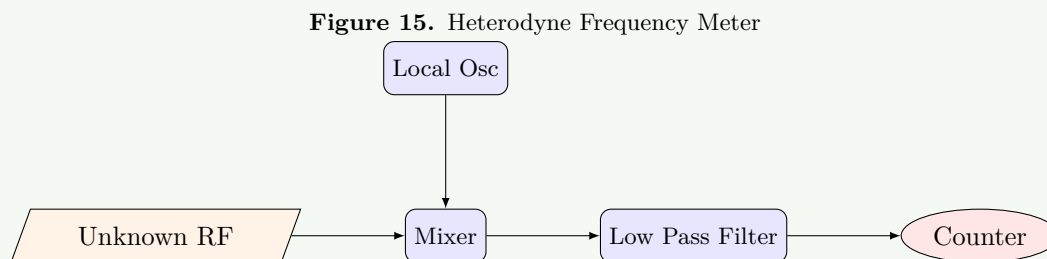 Figure 15. Heterodyne Frequency Meter
Local Osc
Unknown RF
Mixer
Low Pass Filter
Counter